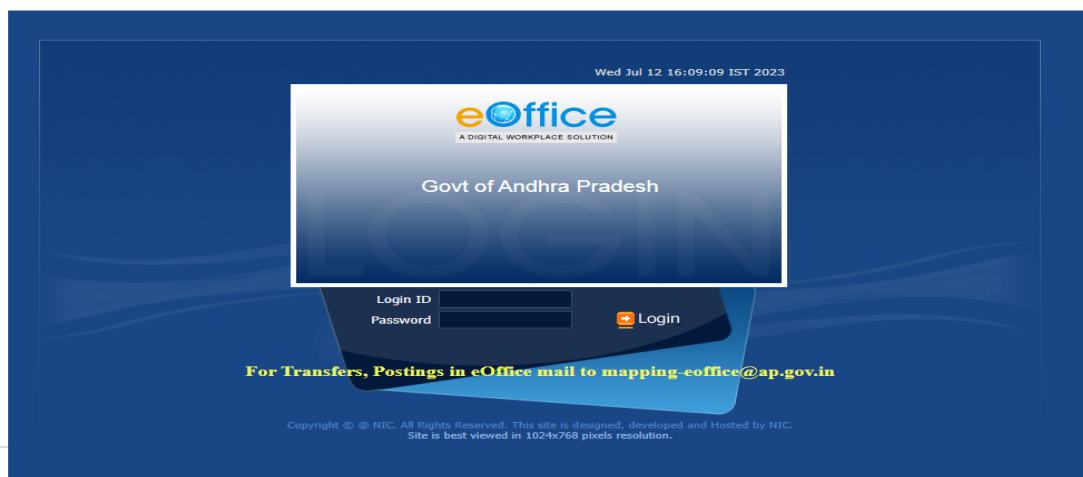 Wed Jul 12 16:09:09 IST 2023
eOffice
A DIGITAL WORKPLACE SOLUTION
Govt of Andhra Pradesh
LOGIN
Login ID
Password
Login
For Transfers, Postings in eOffice mail to mapping-eoffice@ap.gov.in
Copyright © @ NIC. All Rights Reserved. This site is designed, developed and Hosted by NIC.
Site is best viewed in 1024x768 pixels resolution.